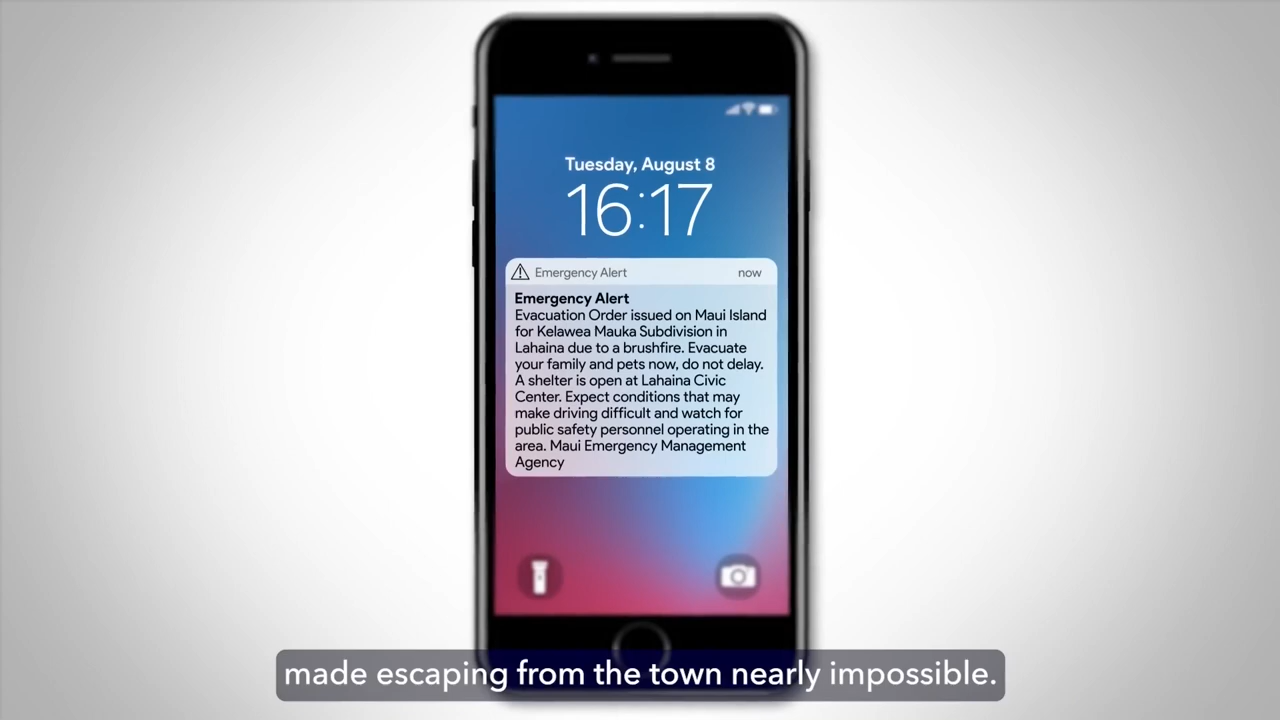 Tuesday, August 8
16:17
Emergency Alert now
Emergency Alert
Evacuation Order issued on Maui Island
for Kelawea Mauka Subdivision in
Lahaina due to a brushfire. Evacuate
your family and pets now, do not delay.
A shelter is open at Lahaina Civic
Center. Expect conditions that may
make driving difficult and watch for
public safety personnel operating in the
area. Maui Emergency Management
Agency
made escaping from the town nearly impossible.